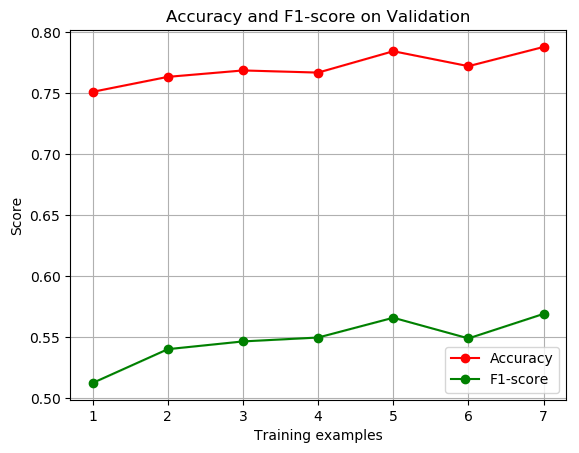 Accuracy and F1-score on Validation
0.80
0.75
0.70
0.65
0.60
0.55
0.50
Score
Accuracy
F1-score
1 2 3 4 5 6 7
Training examples